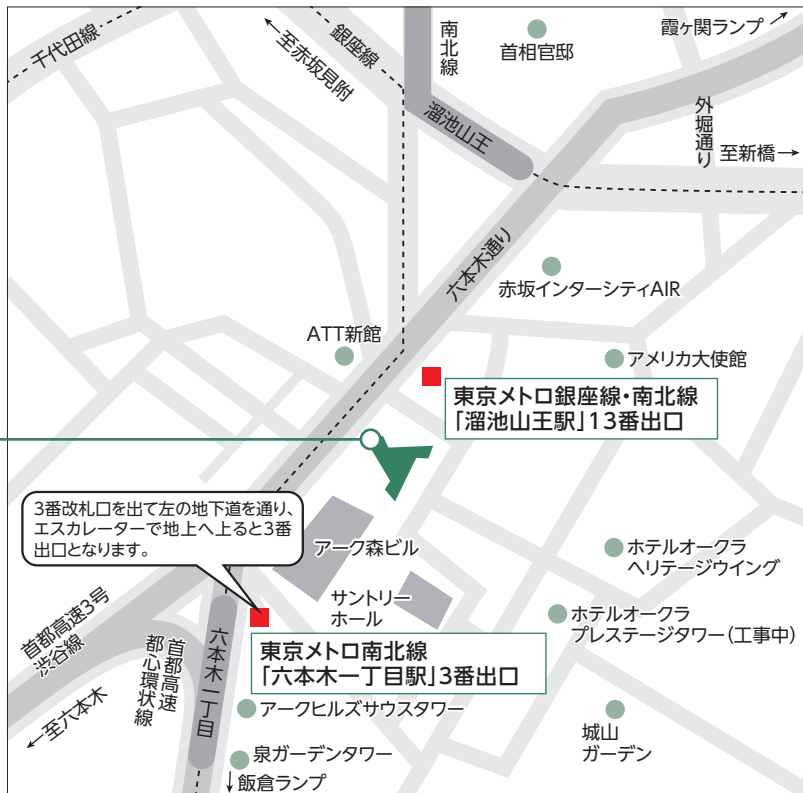 千代田線
←至赤坂見附
銀座線
南北線
首相官邸
霞ヶ関ランプ↗
溜池山王
外堀通り
至新橋→
六本木通り
赤坂インターシティAIR
ATT新館
アメリカ大使館
東京メトロ銀座線・南北線
「溜池山王駅」13番出口
3番改札口を出て左の地下道を通り、
エスカレーターで地上へ上ると3番
出口となります。
アーク森ビル
サントリー
ホール
ホテルオークラ
ヘリテージウイング
ホテルオークラ
プレステージタワー(工事中)
首都高速3号
渋谷線
東京メトロ南北線
「六本木一丁目駅」3番出口
首都高速
都心環状線
六本木一丁目
←至六本木
アークヒルズサウスタワー
城山
ガーデン
泉ガーデンタワー
↓飯倉ランプ